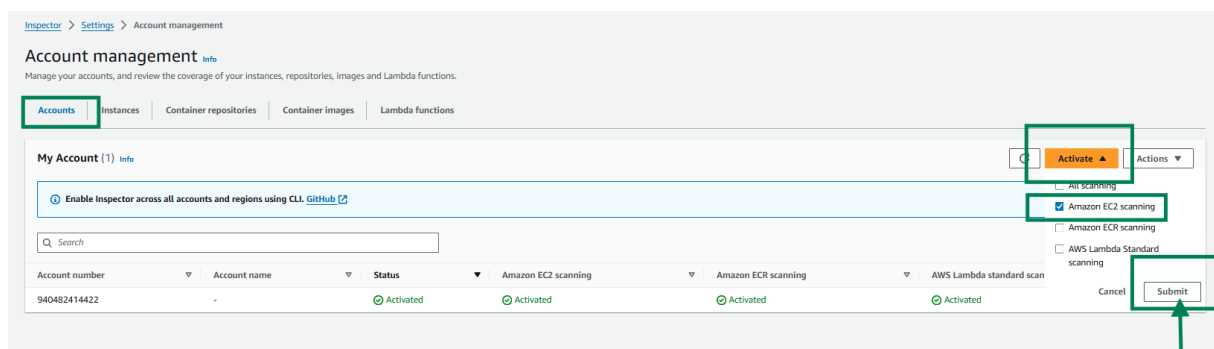 Inspector > Settings > Account management
Account management Info
Manage your accounts, and review the coverage of your instances, repositories, images and Lambda functions.
Accounts Instances Container repositories Container images Lambda functions
My Account (1) Info
Activate Actions
All scanning
Enable Inspector across all accounts and regions using CLI. GitHub
Amazon EC2 scanning
Amazon ECR scanning
Search
AWS Lambda Standard
scanning
Account number Account name Status Amazon EC2 scanning Amazon ECR scanning AWS Lambda standard scan
940482414422 - Activated Activated Activated Activated
Cancel Submit